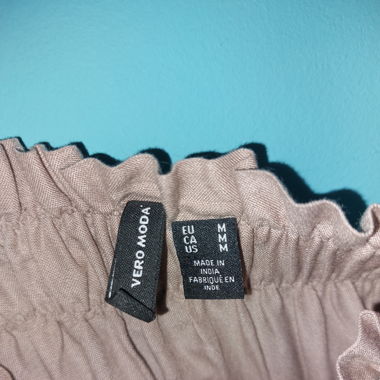 VERO MODA
EU M
CA M
US M
MADE IN
INDIA
FABRIQUÉ EN
INDE